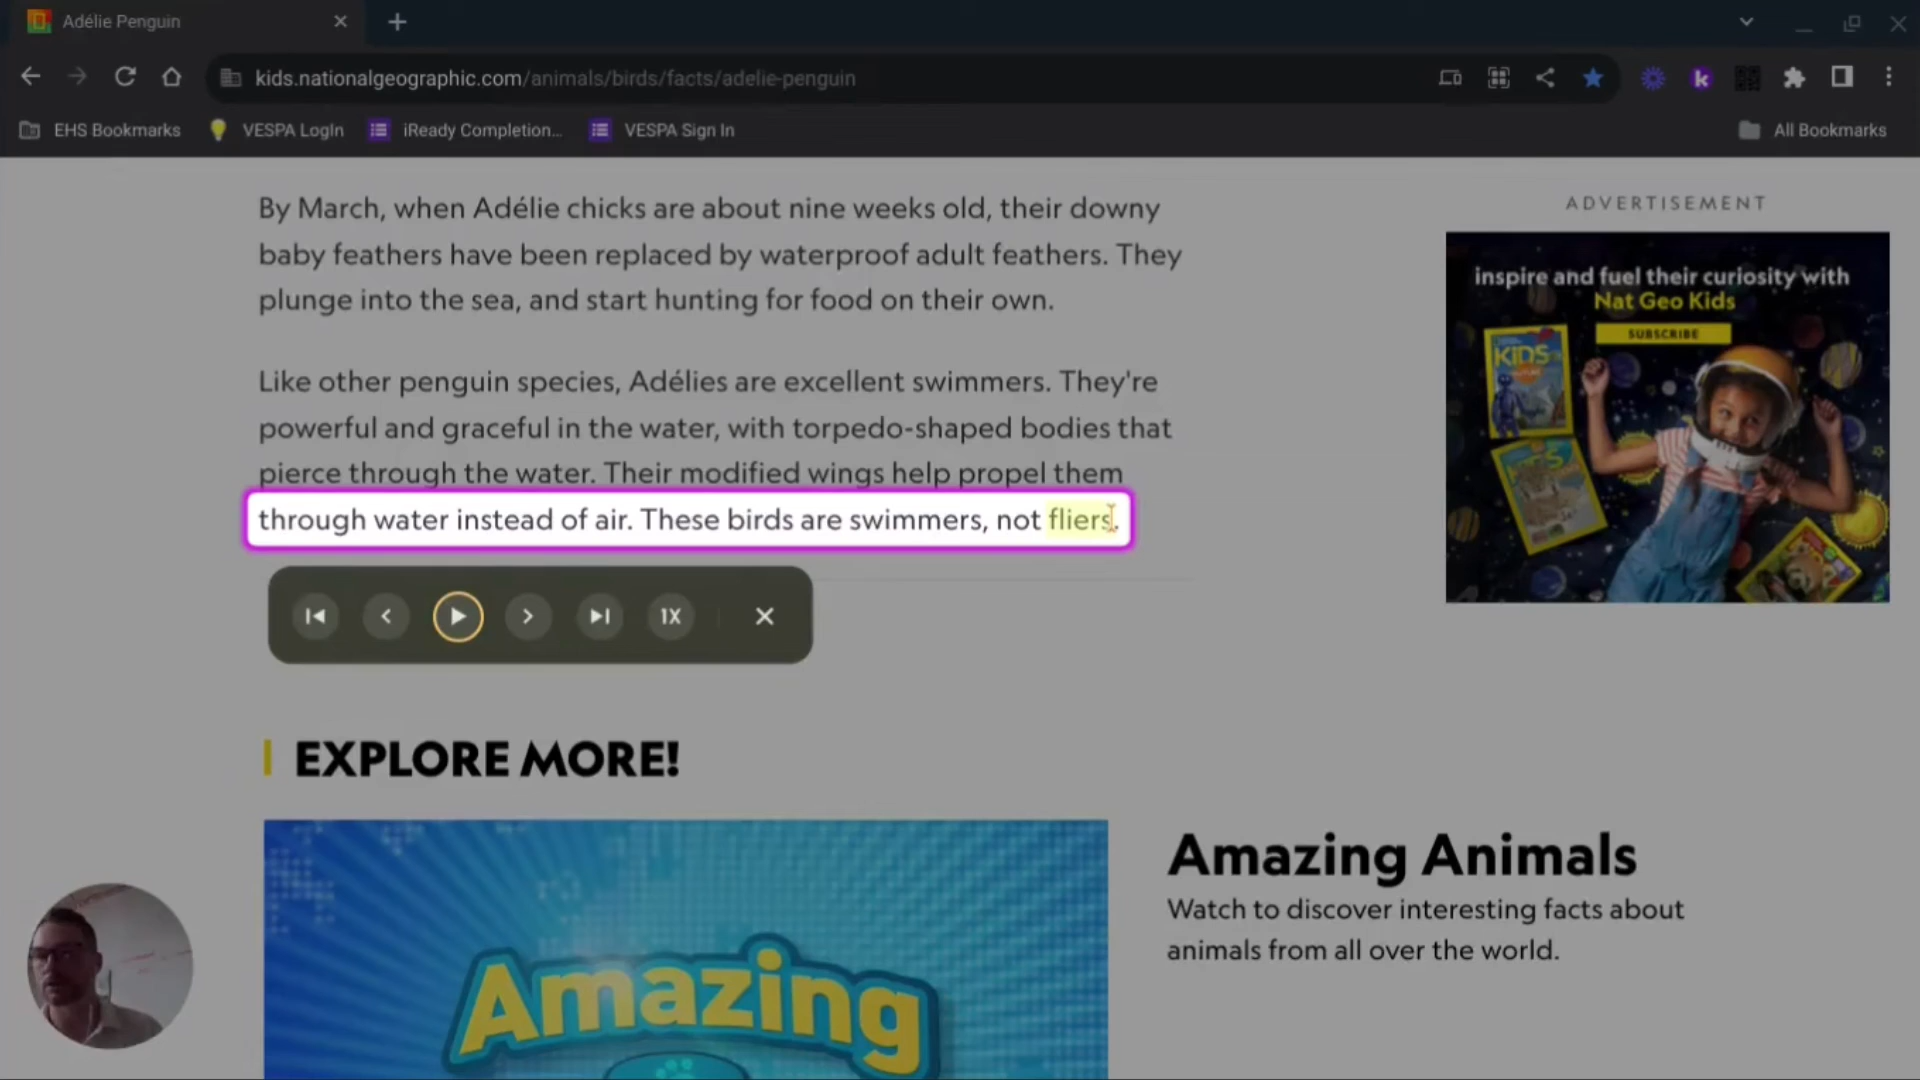 Adélie Penguin
kids.nationalgeographic.com/animals/birds/facts/adelie-penguin
k
EHS Bookmarks
VESPA LogIn
iReady Completion...
VESPA Sign In
All Bookmarks
By March, when Adélie chicks are about nine weeks old, their downy
baby feathers have been replaced by waterproof adult feathers. They
plunge into the sea, and start hunting for food on their own.
Like other penguin species, Adélies are excellent swimmers. They're
powerful and graceful in the water, with torpedo-shaped bodies that
pierce through the water. Their modified wings help propel them
through water instead of air. These birds are swimmers, not fliers.
1X
ADVERTISEMENT
inspire and fuel their curiosity with
Nat Geo Kids
SUBSCRIBE
KiDS
EXPLORE MORE!
Amazing
Amazing Animals
Watch to discover interesting facts about
animals from all over the world.